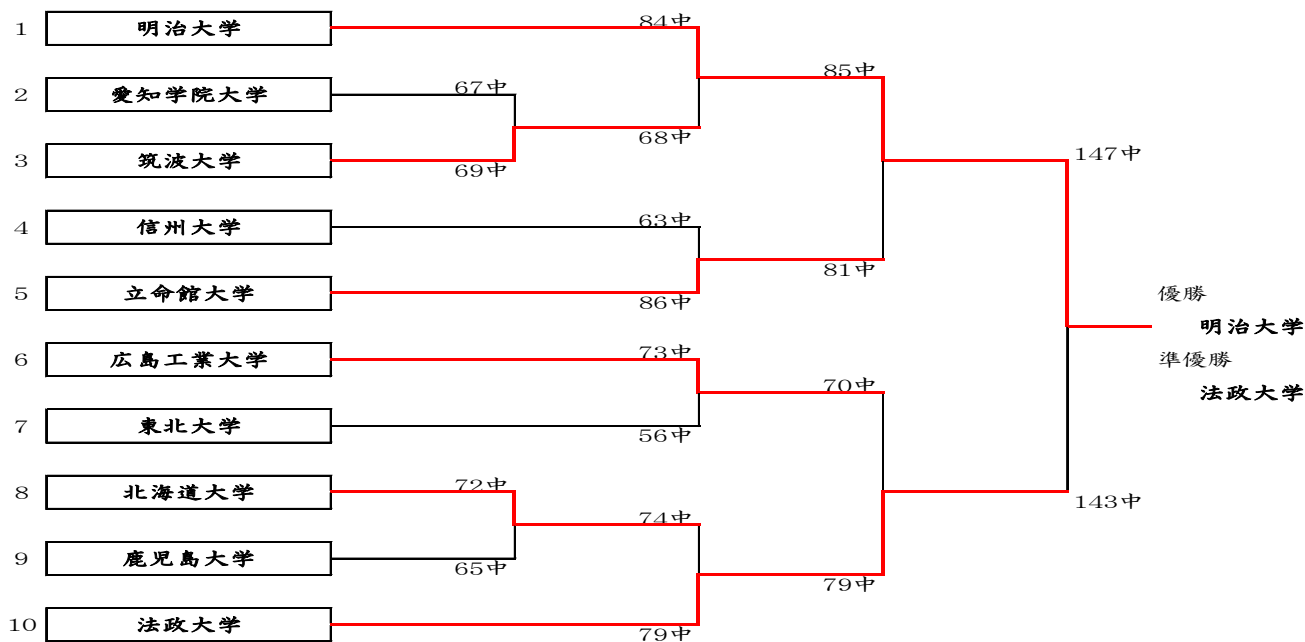 84中
1 明治大学
85中
2 愛知学院大学 67中
68中
3 筑波大学 69中
147中
4 信州大学 63中
81中
5 立命館大学 86中
優勝
明治大学
6 広島工業大学 73中
準優勝
70中
法政大学
7 東北大学 56中
8 北海道大学 72中
143中
74中
9 鹿児島大学 65中
79中
10 法政大学 79中